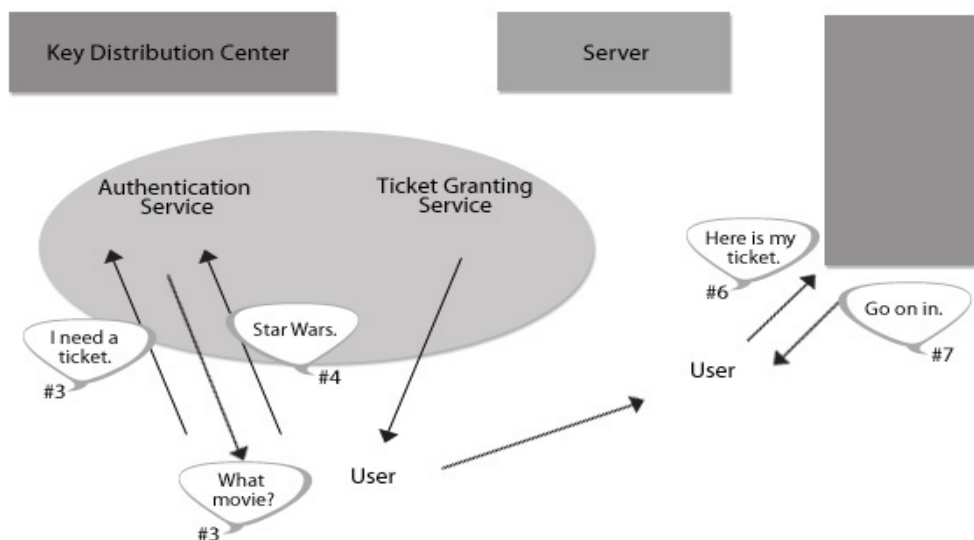 Key Distribution Center
Server
Authentication
Service
Ticket Granting
Service
Here is my
ticket.
#6
Go on in.
#7
I need a
ticket.
#3
Star Wars.
#4
User
User
What
movie?
#3